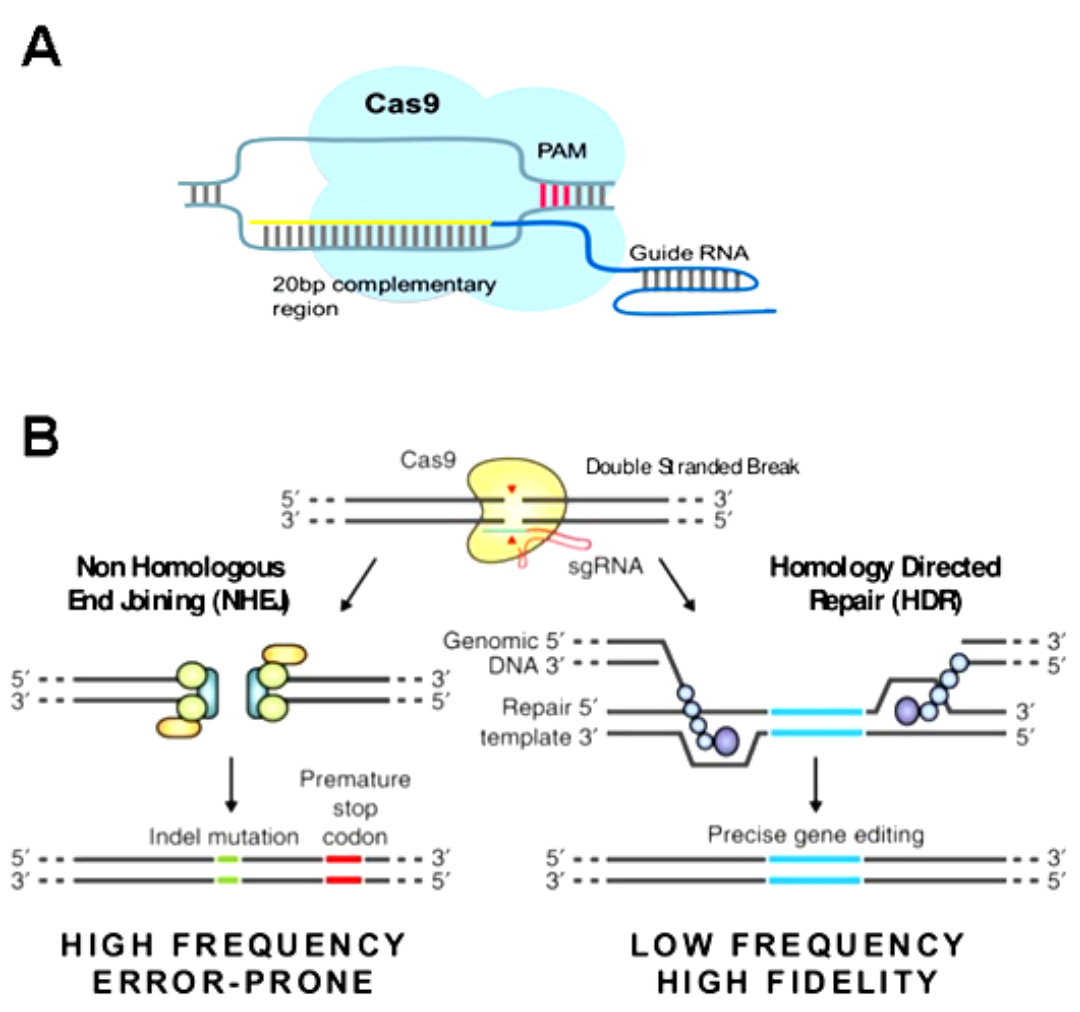 A
Cas9
PAM
Guide RNA
20bp complementary
region
B
Cas9
Double Stranded Break
5′
3′
3′
5′
sgRNA
Non Homologous
End Joining (NHEJ)
Homology Directed
Repair (HDR)
5′
3′
3′
5′
Genomic 5′
DNA 3′
3′
5′
Repair 5′
template 3′
3′
5′
Premature
stop
codon
Indel mutation
5′
3′
3′
5′
Precise gene editing
5′
3′
3′
5′
HIGH FREQUENCY
ERROR-PRONE
LOW FREQUENCY
HIGH FIDELITY